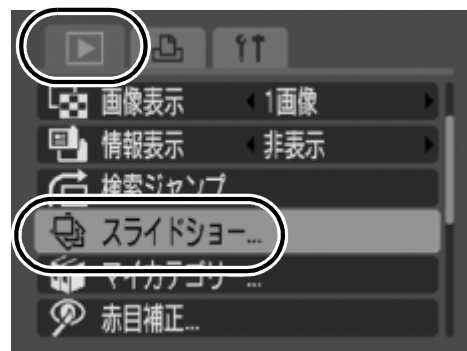 画像表示 1画像
情報表示 非表示
検索ジャンプ
スライドショー...
マイカテゴリー...
赤目補正...